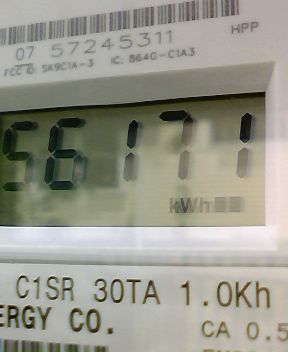 07 57245311
HPP
FCC ID: SK9C1A-3 IC: 864G-C1A3
56171
kWh
C1SR 30TA 1.0Kh
ERGY CO.
CA 0.5